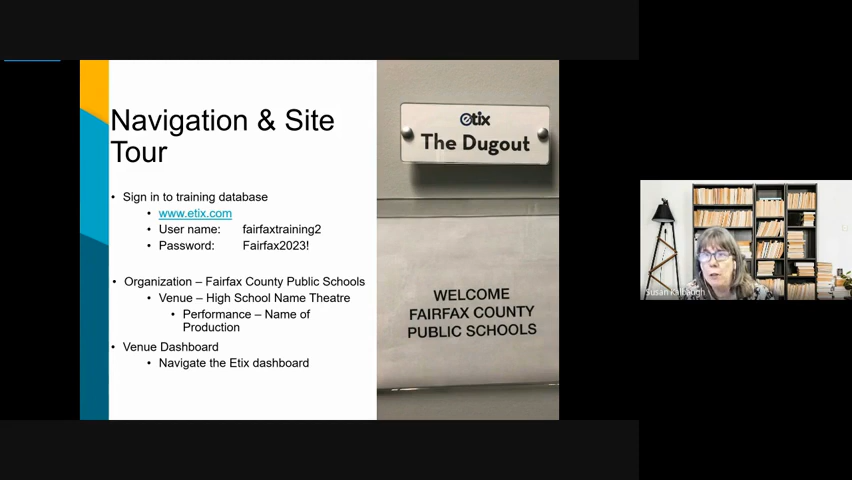 Navigation & Site
Tour
• Sign in to training database
• www.etix.com
• User name: fairfaxtraining2
• Password: Fairfax2023!
• Organization – Fairfax County Public Schools
• Venue – High School Name Theatre
• Performance – Name of
Production
• Venue Dashboard
• Navigate the Etix dashboard
etix
The Dugout
WELCOME
FAIRFAX COUNTY
PUBLIC SCHOOLS